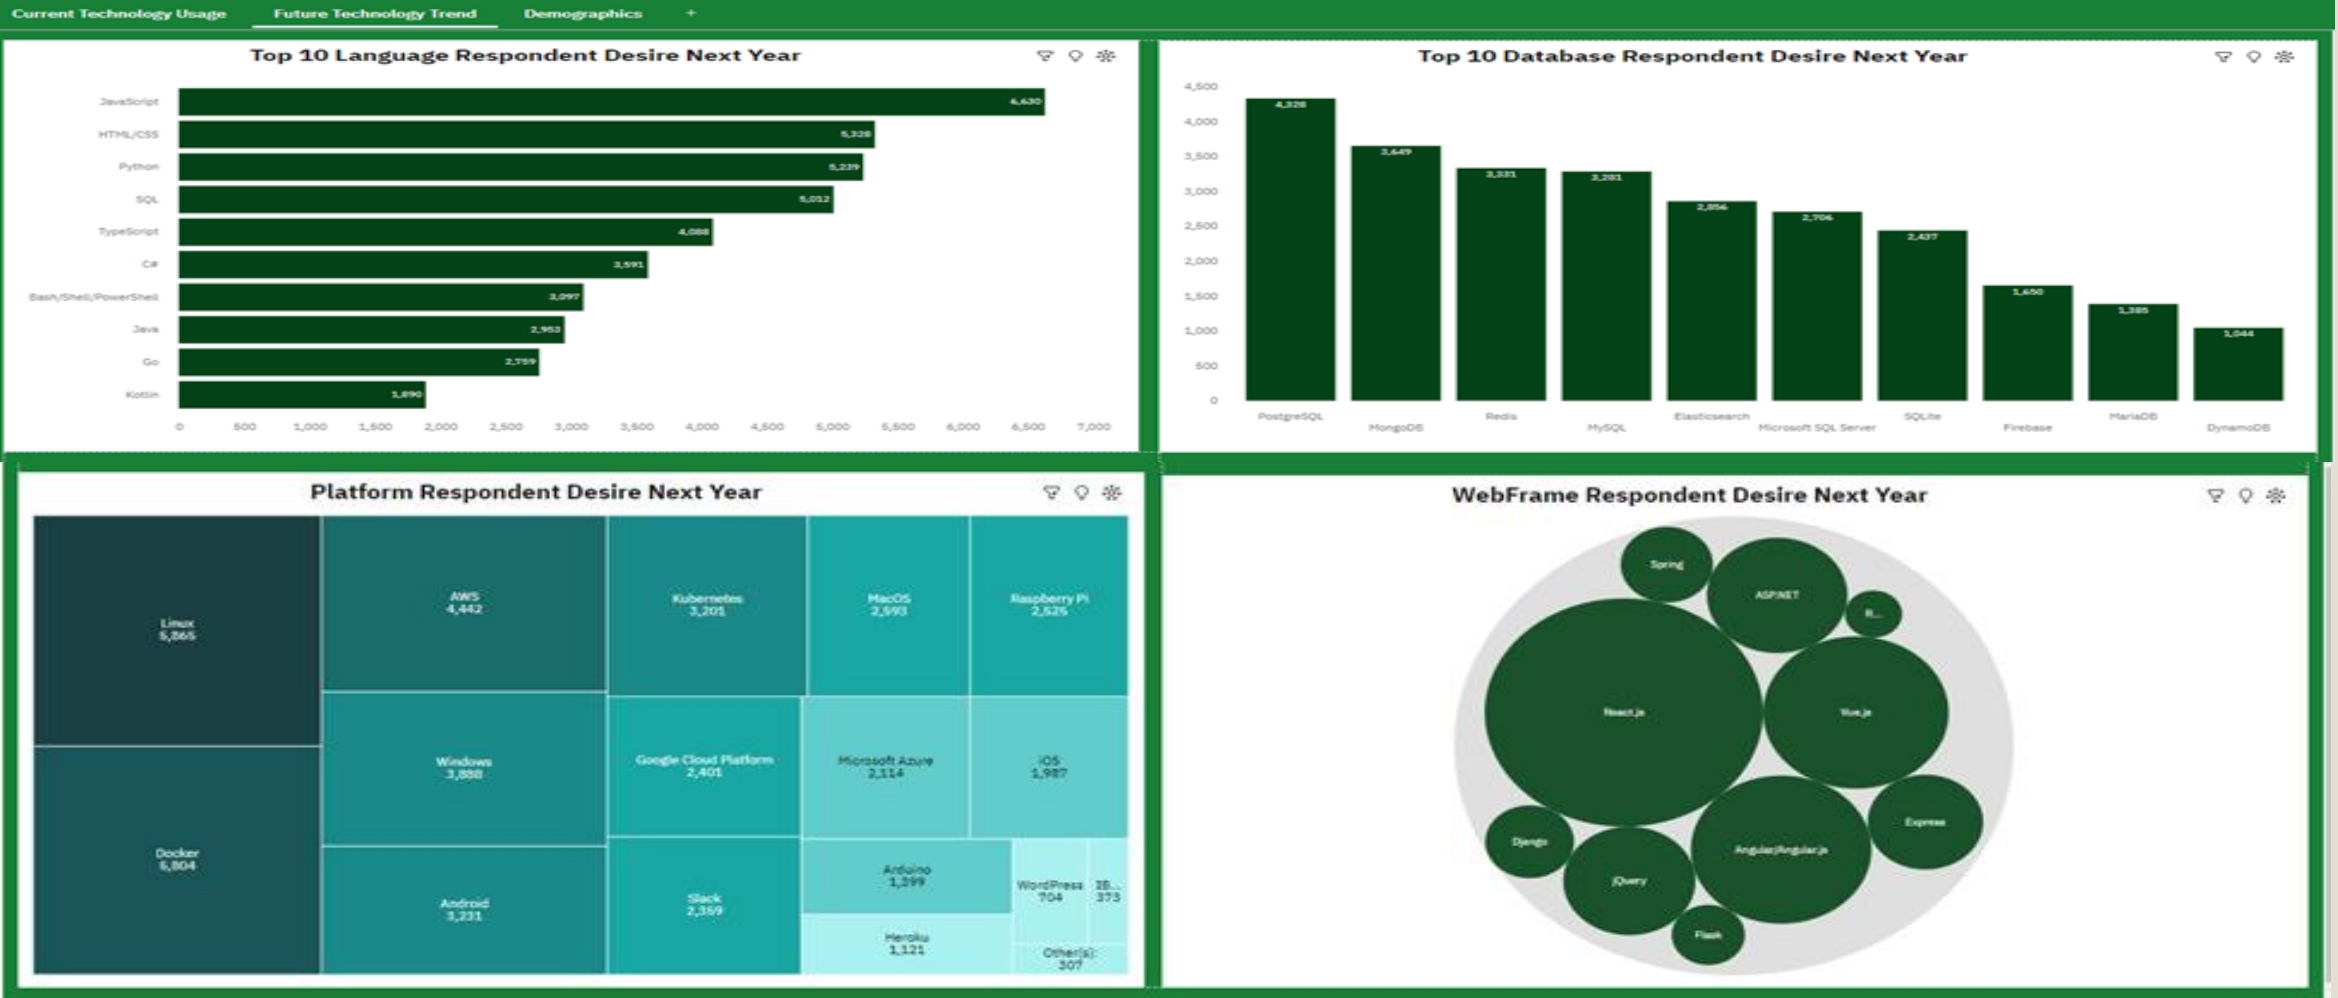 Current Technology Usage
Future Technology Trend
Demographics
+
Top 10 Language Respondent Desire Next Year
JavaScript
6,630
HTML/CSS
5,328
Python
5,239
SQL
5,012
TypeScript
4,088
C#
3,591
Bash/Shell/PowerShell
3,097
Java
2,953
Go
2,759
Kotlin
1,890
0
500
1,000
1,500
2,000
2,500
3,000
3,500
4,000
4,500
5,000
5,500
6,000
6,500
7,000
Top 10 Database Respondent Desire Next Year
4,500
4,000
3,500
3,000
2,500
2,000
1,500
1,000
500
0
4,328
3,649
3,331
3,281
2,856
2,706
2,437
1,650
1,385
1,044
PostgreSQL
MongoDB
Redis
MySQL
Elasticsearch
Microsoft SQL Server
SQLite
Firebase
MariaDB
DynamoDB
Platform Respondent Desire Next Year
Linux
5,865
Docker
5,804
AWS
4,442
Windows
3,888
Android
3,231
Kubernetes
3,201
Google Cloud Platform
2,401
Slack
2,359
MacOS
2,593
Raspberry Pi
2,525
Microsoft Azure
2,114
iOS
1,987
Arduino
1,399
Heroku
1,121
WordPress
704
IB...
373
Other(s):
307
WebFrame Respondent Desire Next Year
Spring
ASP.NET
React.js
Vue.js
Express
Angular/Angular.js
Django
jQuery
Flask